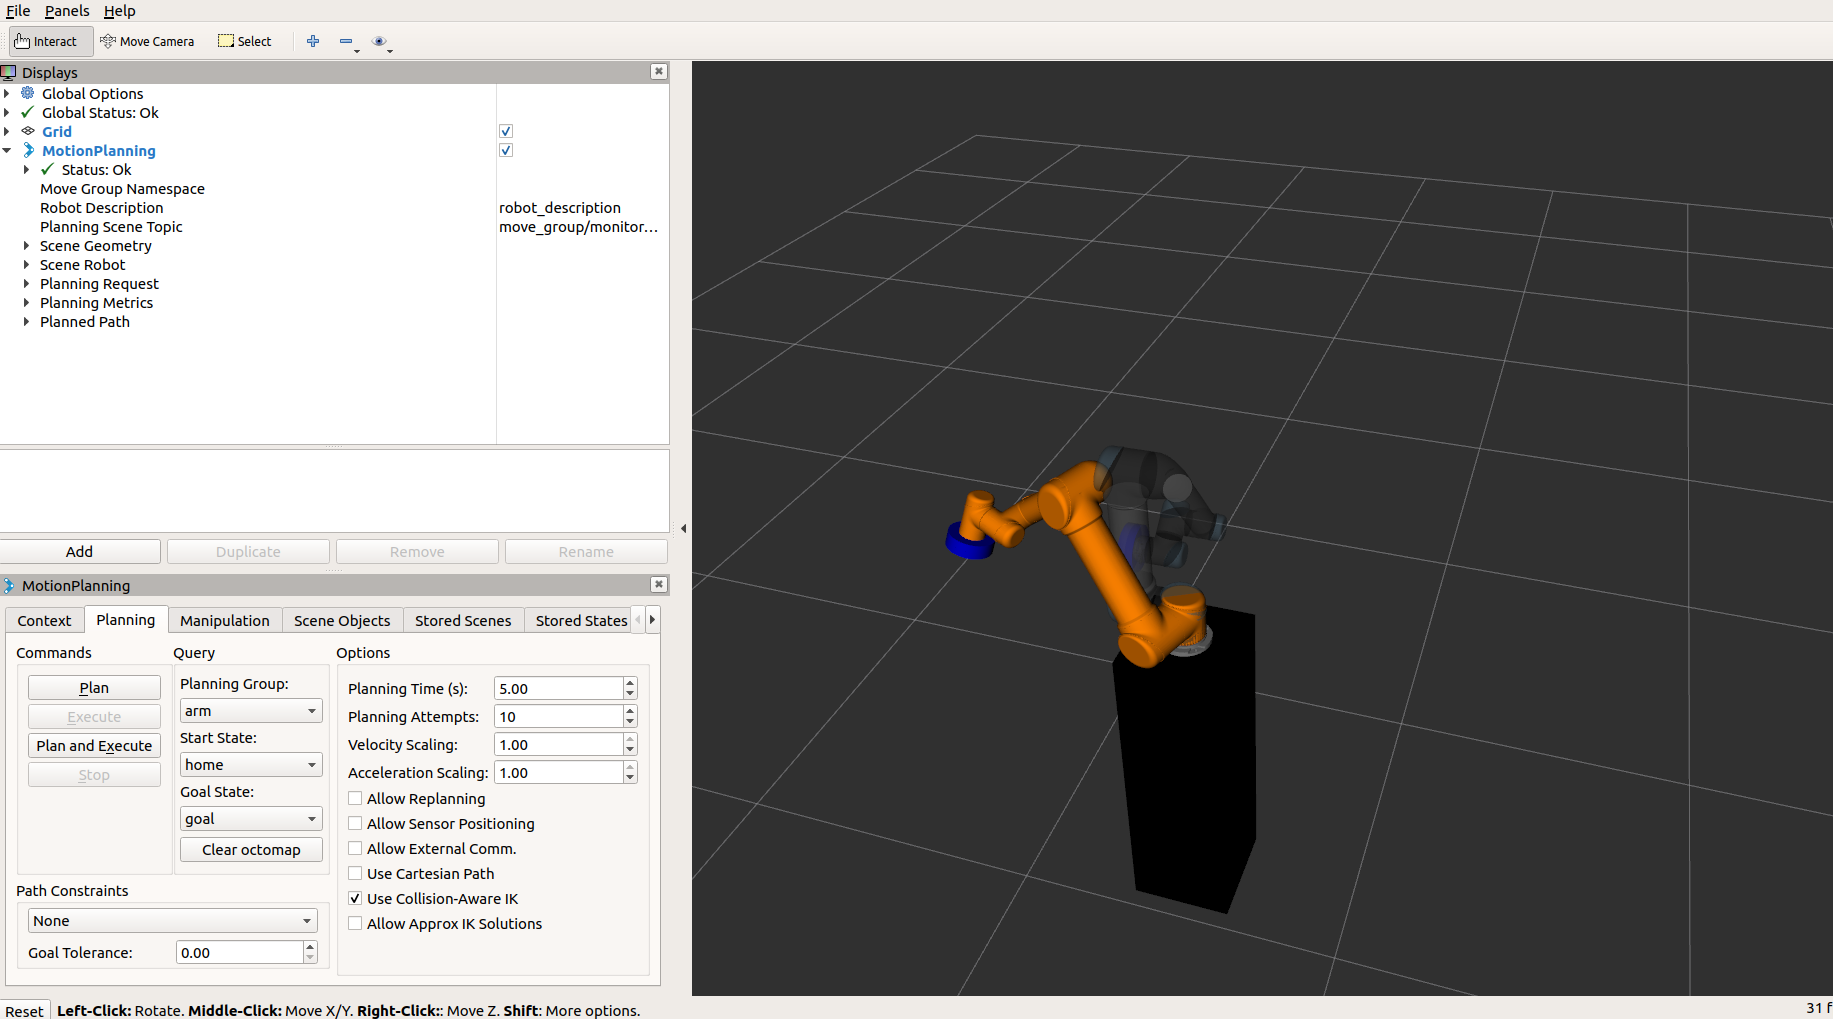 File Panels Help
Interact Move Camera Select
Displays
Global Options
Global Status: Ok
Grid
MotionPlanning
Status: Ok
Move Group Namespace
Robot Description robot_description
Planning Scene Topic move_group/monitor...
Scene Geometry
Scene Robot
Planning Request
Planning Metrics
Planned Path
Add Duplicate Remove Rename
MotionPlanning
Context Planning Manipulation Scene Objects Stored Scenes Stored States
Commands Query Options
Plan Planning Group: Planning Time (s): 5.00
Execute arm Planning Attempts: 10
Plan and Execute Start State: Velocity Scaling: 1.00
Stop home Acceleration Scaling: 1.00
Goal State: Allow Replanning
goal Allow Sensor Positioning
Clear octomap Allow External Comm.
Use Cartesian Path
Path Constraints Use Collision-Aware IK
None Allow Approx IK Solutions
Goal Tolerance: 0.00
Reset Left-Click: Rotate. Middle-Click: Move X/Y. Right-Click:: Move Z. Shift: More options. 31 f